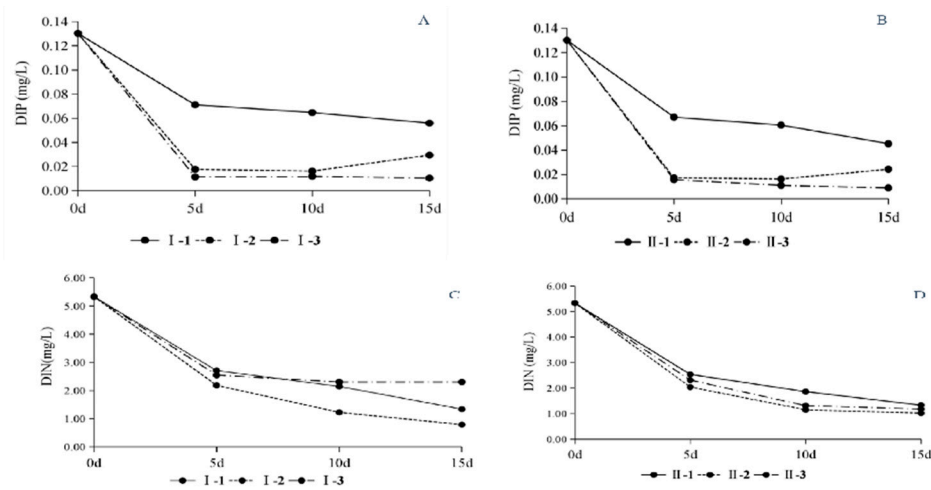 A
0.14
0.12
0.10
0.08
0.06
0.04
0.02
0.00
DIP (mg/L)
0d 5d 10d 15d
Ⅰ-1 Ⅰ-2 Ⅰ-3
B
0.14
0.12
0.10
0.08
0.06
0.04
0.02
0.00
DIP (mg/L)
0d 5d 10d 15d
Ⅱ-1 Ⅱ-2 Ⅱ-3
C
6.00
5.00
4.00
3.00
2.00
1.00
0.00
DIN(mg/L)
0d 5d 10d 15d
Ⅰ-1 Ⅰ-2 Ⅰ-3
D
6.00
5.00
4.00
3.00
2.00
1.00
0.00
DIN (mg/L)
0d 5d 10d 15d
Ⅱ-1 Ⅱ-2 Ⅱ-3